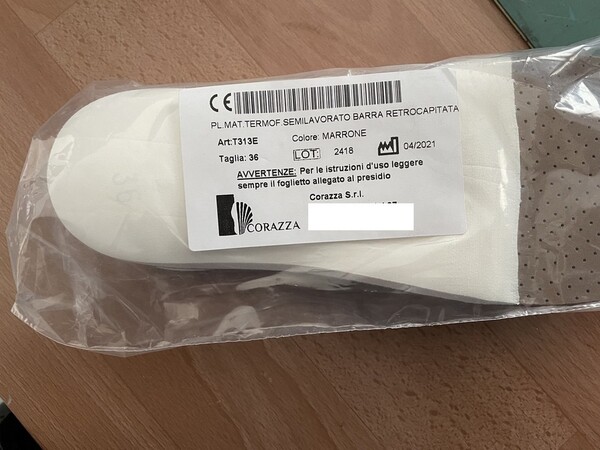 CE
PL.MAT.TERMOF.SEMILAVORATO BARRA RETROCAPITATA
Art:T313E Colore: MARRONE
Taglia: 36 LOT: 2418 04/2021
AVVERTENZE: Per le istruzioni d'uso leggere
sempre il foglietto allegato al presidio
Corazza S.r.l.
CORAZZA